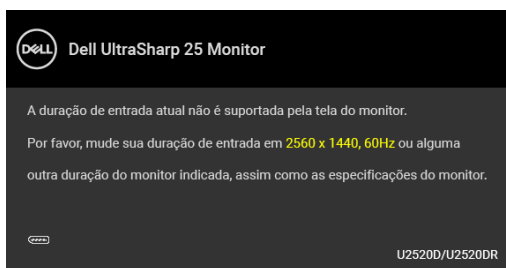 DELL
Dell UltraSharp 25 Monitor
A duração de entrada atual não é suportada pela tela do monitor.
Por favor, mude sua duração de entrada em 2560 x 1440, 60Hz ou alguma
outra duração do monitor indicada, assim como as especificações do monitor.
U2520D/U2520DR